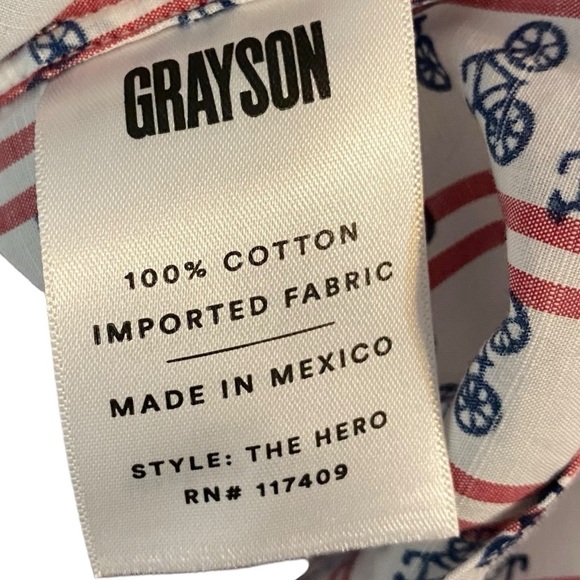 GRAYSON
100% COTTON
IMPORTED FABRIC
MADE IN MEXICO
STYLE: THE HERO
RN# 117409